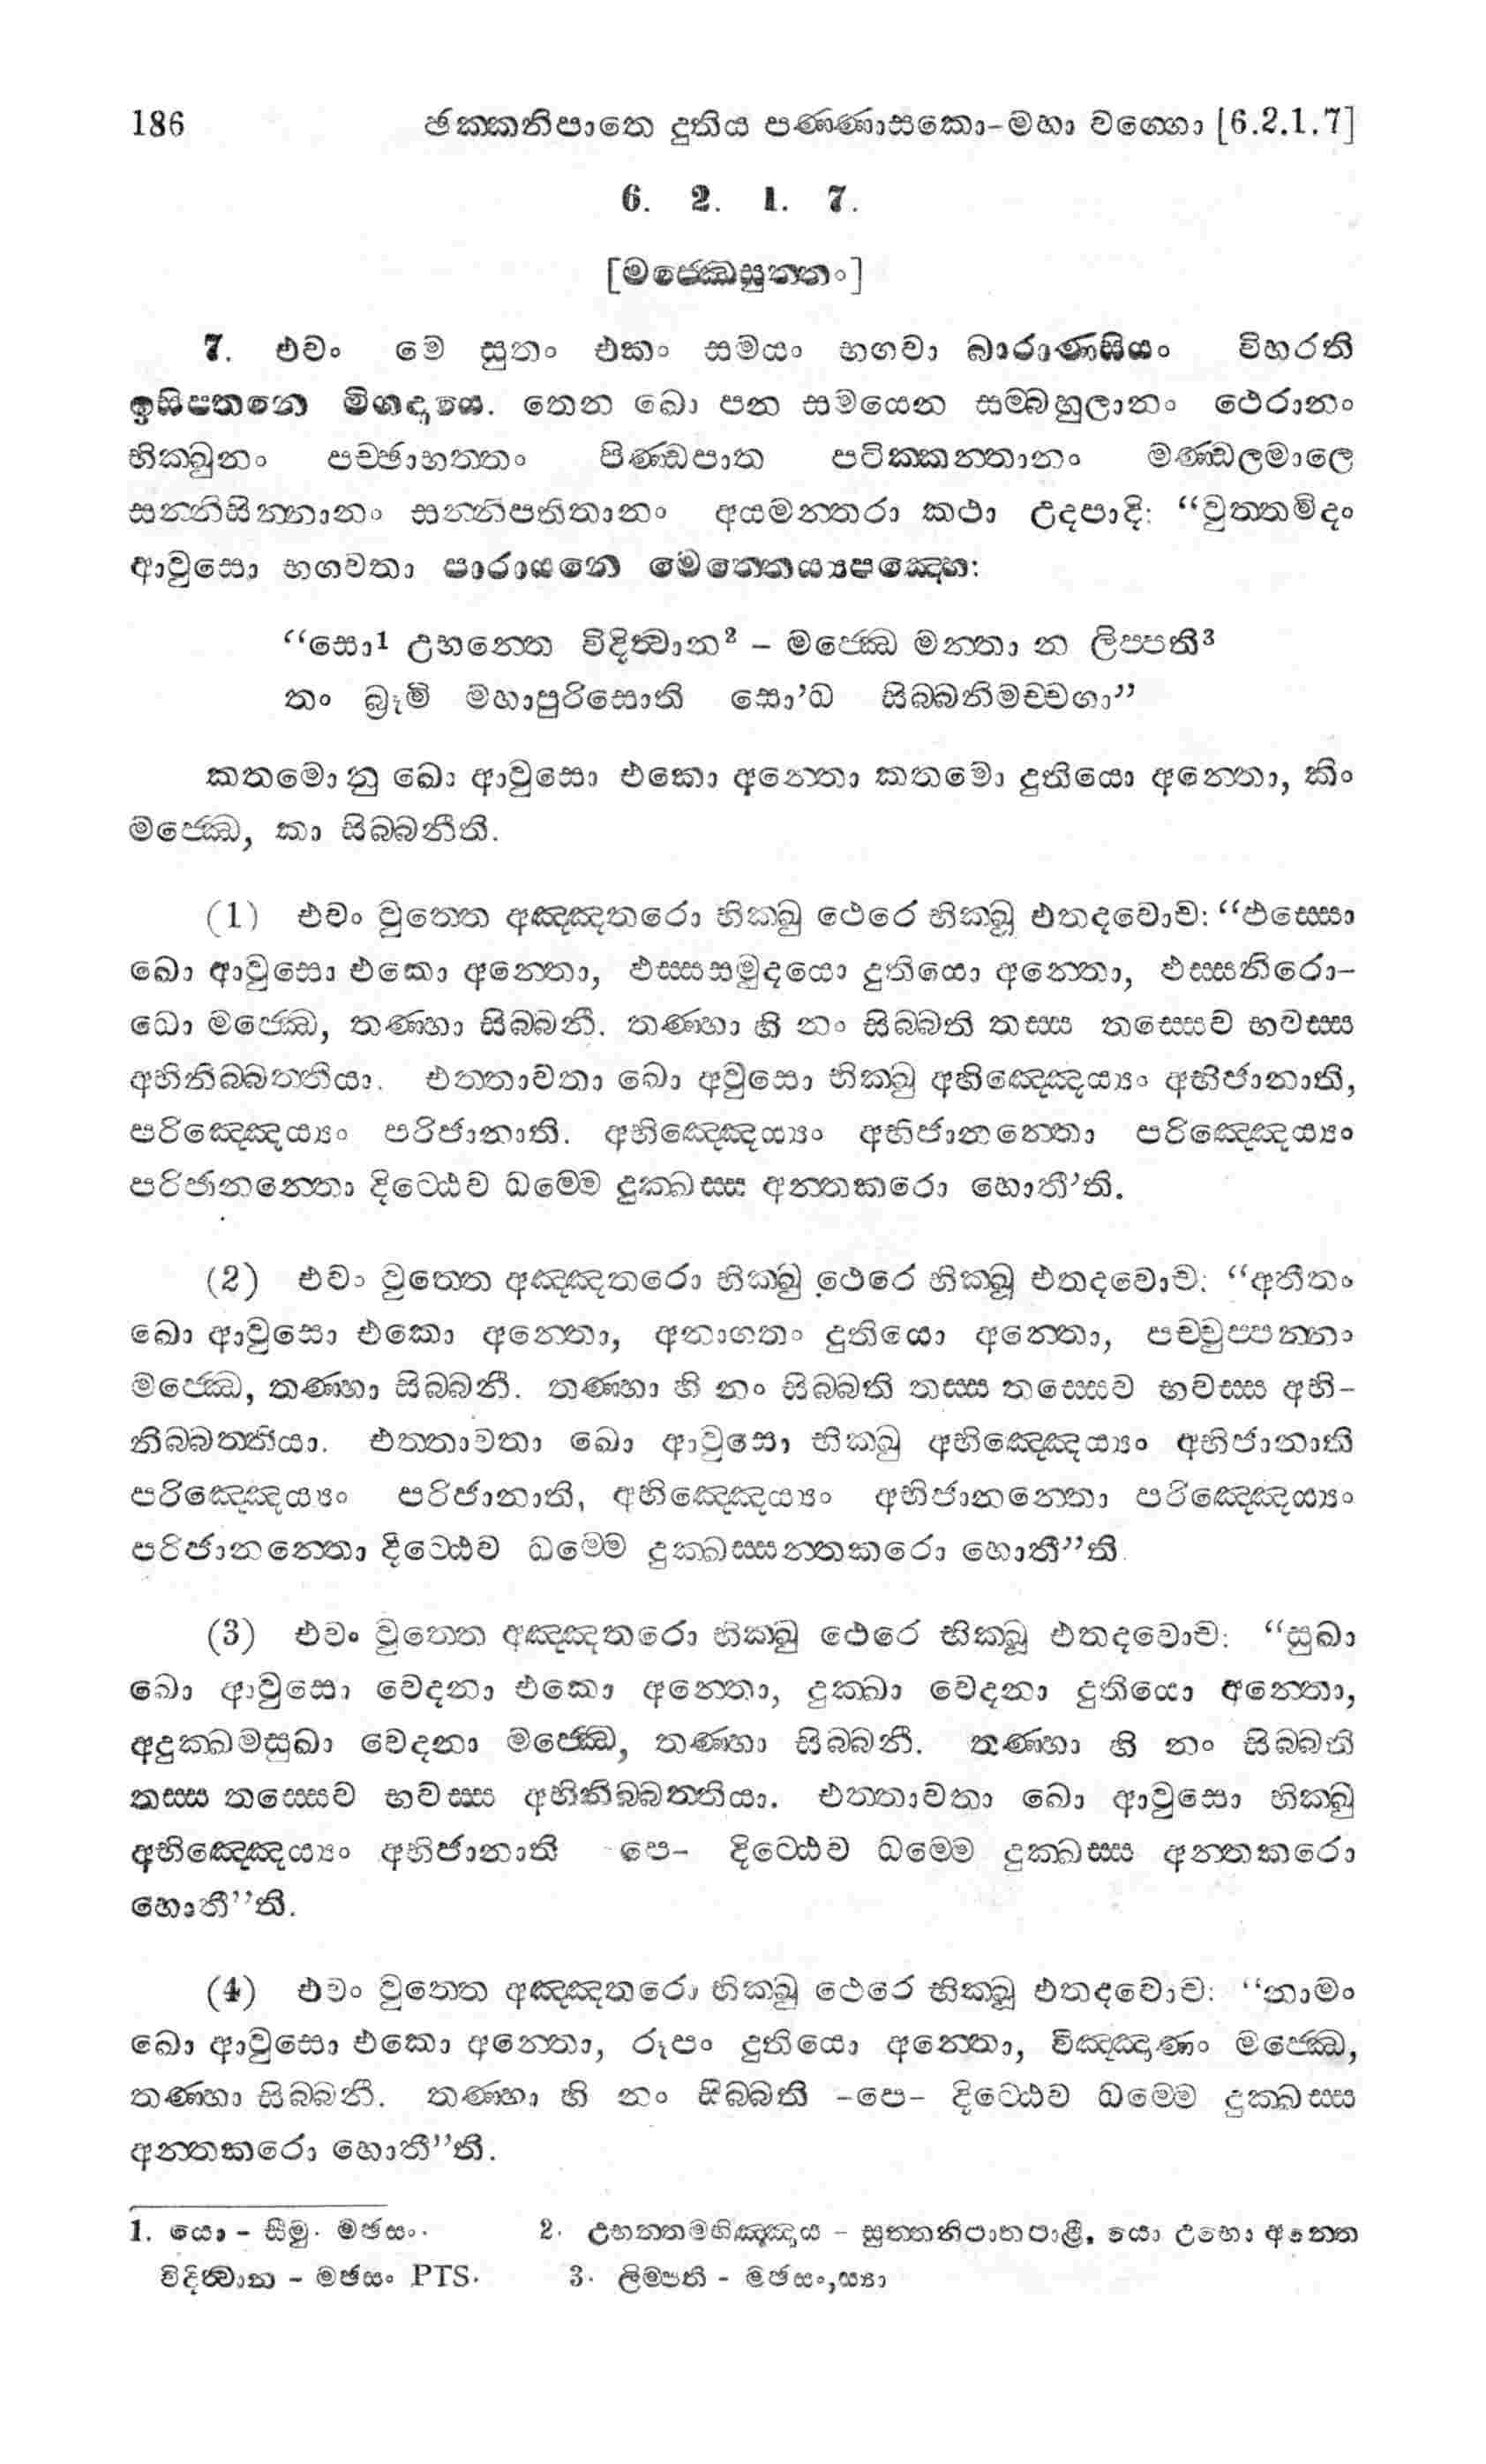 186 ඡක්කනිපාතෙ දුතිය පණ්ණාසකො-මහා වග්ගො [6.2.1.7]
6. 2. 1. 7.
[මජ්ඣෙසුත්තං]
7. එවං මෙ සුතං එකං සමයං භගවා බාරාණසියං විහරති
ඉසිපතනෙ මිගදායෙ. තෙන ඛො පන සමයෙන සම්බහුලානං ථෙරානං
භික්ඛුනං පච්ඡාභත්තං පිණ්ඩපාත පටික්කන්තානං මණ්ඩලමාලෙ
සන්නිසින්නානං සන්නිපතිතානං අයමන්තරා කථා උදපාදි: “වුත්තමිදං
ආවුසො භගවතා පාරායනෙ මෙත්තෙය්‍යපඤ්හෙ:
“සො1 උභන්තෙ විදිත්වාන2 – මජ්ඣෙ මන්තා න ලිප්පති3
තං බ්‍රූමි මහාපුරිසොති සො’ධ සිබ්බනිමච්චගා”
කතමො නු ඛො ආවුසො එකො අන්තො කතමො දුතියො අන්තො, කිං
මජ්ඣෙ, කා සිබ්බනීති.
(1) එවං වුත්තෙ අඤ්ඤතරො භික්ඛු ථෙරෙ භික්ඛූ එතදවොච: “ඵස්සො
ඛො ආවුසො එකො අන්තො, ඵස්සසමුදයො දුතියො අන්තො, ඵස්සනිරො-
ධො මජ්ඣෙ, තණ්හා සිබ්බනී. තණ්හා හි නං සිබ්බති තස්ස තස්සෙව භවස්ස
අභිනිබ්බත්තියා. එත්තාවතා ඛො අවුසො භික්ඛු අභිඤ්ඤෙය්‍යං අභිජානාති,
පරිඤ්ඤෙය්‍යං පරිජානාති. අභිඤ්ඤෙය්‍යං අභිජානන්තො පරිඤ්ඤෙය්‍යං
පරිජානන්තො දිට්ඨෙව ධම්මෙ දුක්ඛස්ස අන්තකරො හොතී’ති.
(2) එවං වුත්තෙ අඤ්ඤතරො භික්ඛු ථෙරෙ භික්ඛූ එතදවොච: “අතීතං
ඛො ආවුසො එකො අන්තො, අනාගතං දුතියො අන්තො, පච්චුප්පන්නා
මජ්ඣෙ, තණ්හා සිබ්බනී. තණ්හා හි නං සිබ්බති තස්ස තස්සෙව භවස්ස අභි-
නිබ්බත්තියා. එත්තාවතා ඛො ආවුසො භික්ඛු අභිඤ්ඤෙය්‍යං අභිජානාති
පරිඤ්ඤෙය්‍යං පරිජානාති, අභිඤ්ඤෙය්‍යං අභිජානන්තො පරිඤ්ඤෙය්‍යං
පරිජානන්තො දිට්ඨෙව ධම්මෙ දුක්ඛස්සන්තකරො හොතී”ති
(3) එවං වුත්තෙ අඤ්ඤතරො භික්ඛු ථෙරෙ භික්ඛූ එතදවොච: “සුඛා
ඛො ආවුසො වෙදනා එකො අන්තො, දුක්ඛා වෙදනා දුතියො අන්තො,
අදුක්ඛමසුඛා වෙදනා මජ්ඣෙ, තණ්හා සිබ්බනී. තණ්හා හි නං සිබ්බති
තස්ස තස්සෙව භවස්ස අභිනිබ්බත්තියා. එත්තාවතා ඛො ආවුසො භික්ඛු
අභිඤ්ඤෙය්‍යං අභිජානාති -පෙ- දිට්ඨෙව ධම්මෙ දුක්ඛස්ස අන්තකරො
හොතී”ති.
(4) එවං වුත්තෙ අඤ්ඤතරො භික්ඛු ථෙරෙ භික්ඛූ එතදවොච: “නාමං
ඛො ආවුසො එකො අන්තො, රූපං දුතියො අන්තො, විඤ්ඤාණං මජ්ඣෙ,
තණ්හා සිබ්බනී. තණ්හා හි නං සිබ්බති -පෙ- දිට්ඨෙව ධම්මෙ දුක්ඛස්ස
අන්තකරො හොතී”ති.
1. යො - සීමු. මඡසං. 2. උභන්තමභිඤ්ඤාය - සුත්තනිපාතපාළි, යො උභො අන්තෙ
විදිත්වාන - මඡසං PTS. 3. ලිම්පති - මඡසං,ස්‍යා